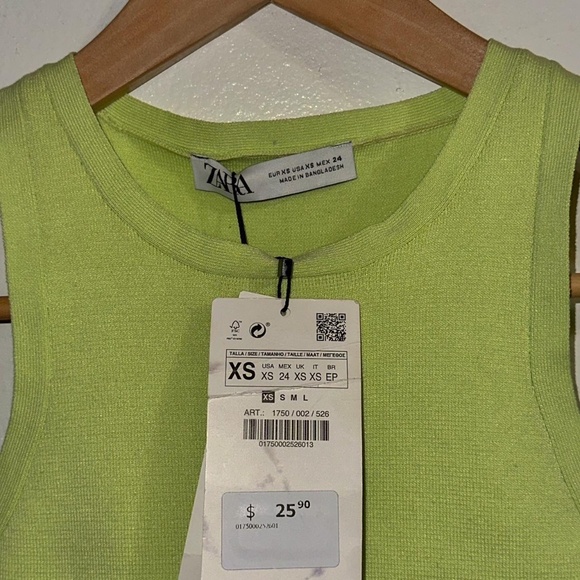 ZARA
EUR XS USA XS MEX 24
MADE IN BANGLADESH
FSC
TALLA / SIZE / TAMANHO / TAILLE / MAAT / ΜΕΓΕΘΟΣ
XS
USA MEX UK IT BR
XS 24 XS XS EP
XS S M L
ART.: 1750 / 002 / 526
01750002526013
$ 25 90